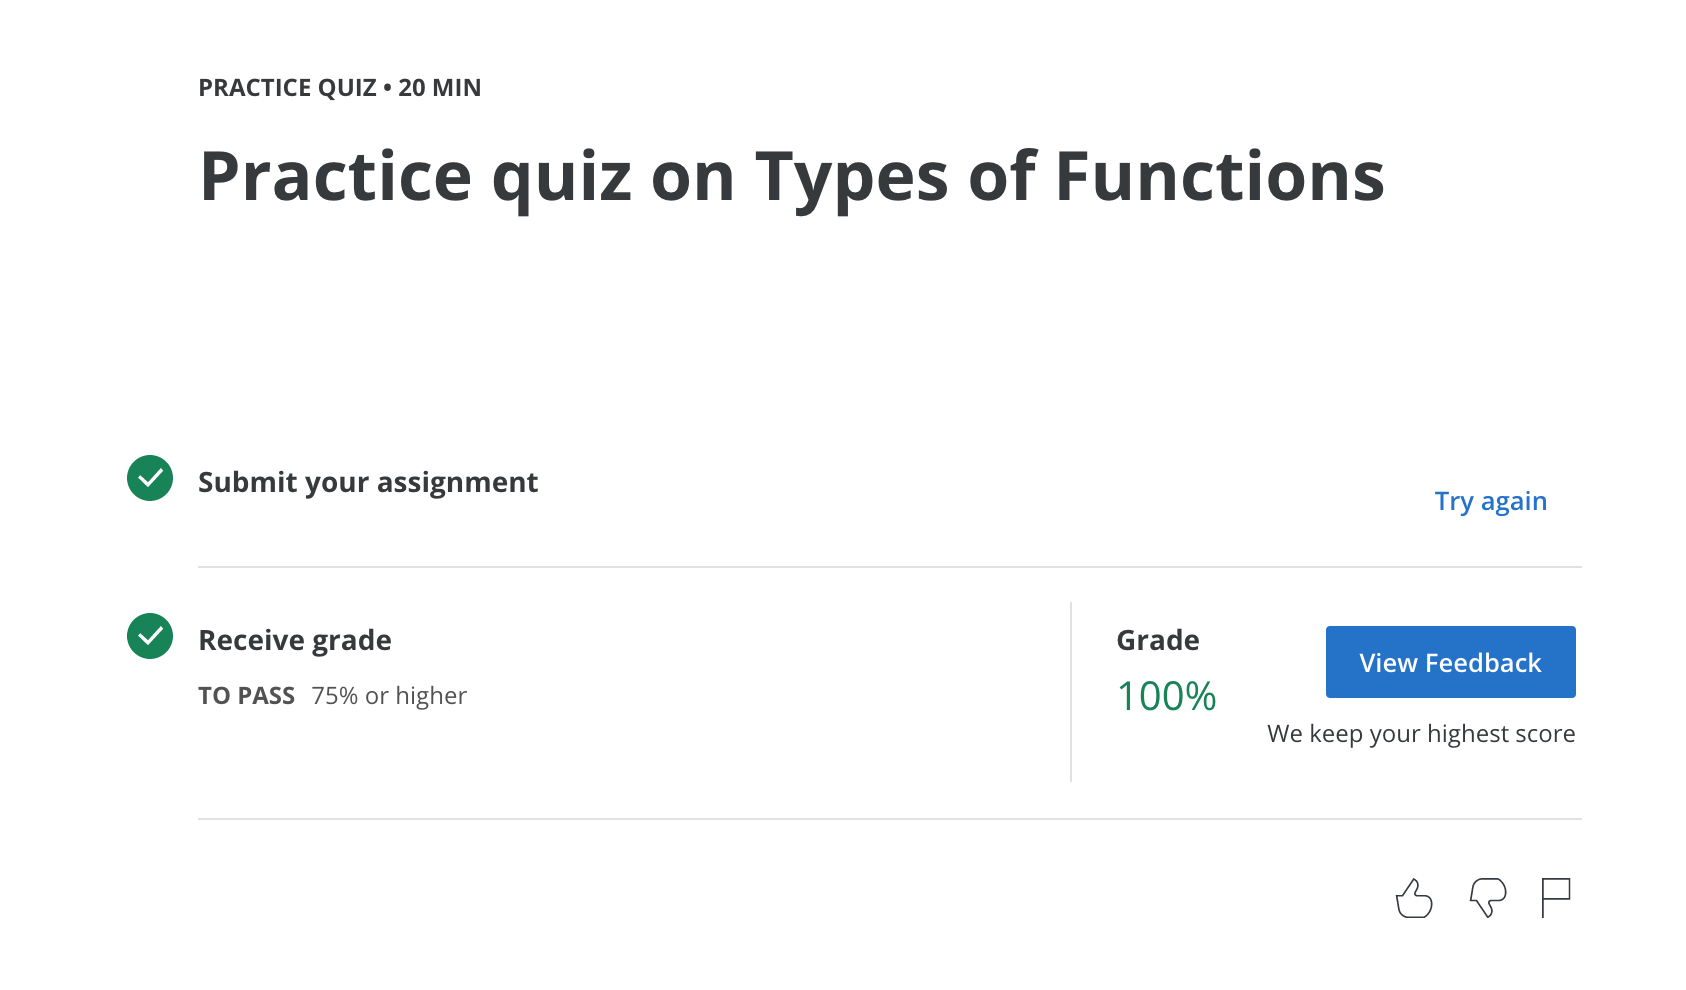 PRACTICE QUIZ • 20 MIN
Practice quiz on Types of Functions
Submit your assignment
Try again
Receive grade
TO PASS 75% or higher
Grade
100%
View Feedback
We keep your highest score